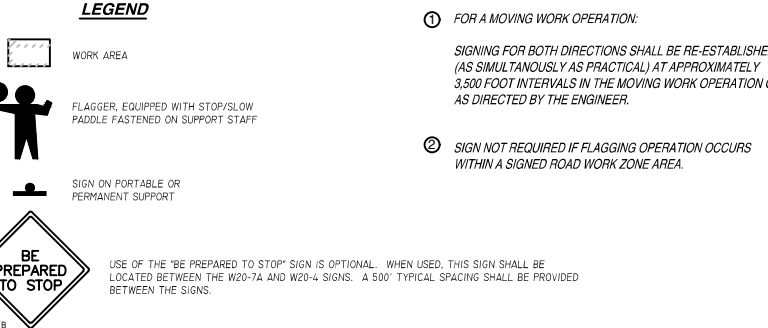 LEGEND
WORK AREA
FLAGGER, EQUIPPED WITH STOP/SLOW
PADDLE FASTENED ON SUPPORT STAFF
SIGN ON PORTABLE OR
PERMANENT SUPPORT
BE
PREPARED
TO STOP
B
USE OF THE "BE PREPARED TO STOP" SIGN IS OPTIONAL. WHEN USED, THIS SIGN SHALL BE
LOCATED BETWEEN THE W20-7A AND W20-4 SIGNS. A 500' TYPICAL SPACING SHALL BE PROVIDED
BETWEEN THE SIGNS.
1 FOR A MOVING WORK OPERATION:
SIGNING FOR BOTH DIRECTIONS SHALL BE RE-ESTABLISHE
(AS SIMULTANOUSLY AS PRACTICAL) AT APPROXIMATELY
3,500 FOOT INTERVALS IN THE MOVING WORK OPERATION
AS DIRECTED BY THE ENGINEER.
2 SIGN NOT REQUIRED IF FLAGGING OPERATION OCCURS
WITHIN A SIGNED ROAD WORK ZONE AREA.